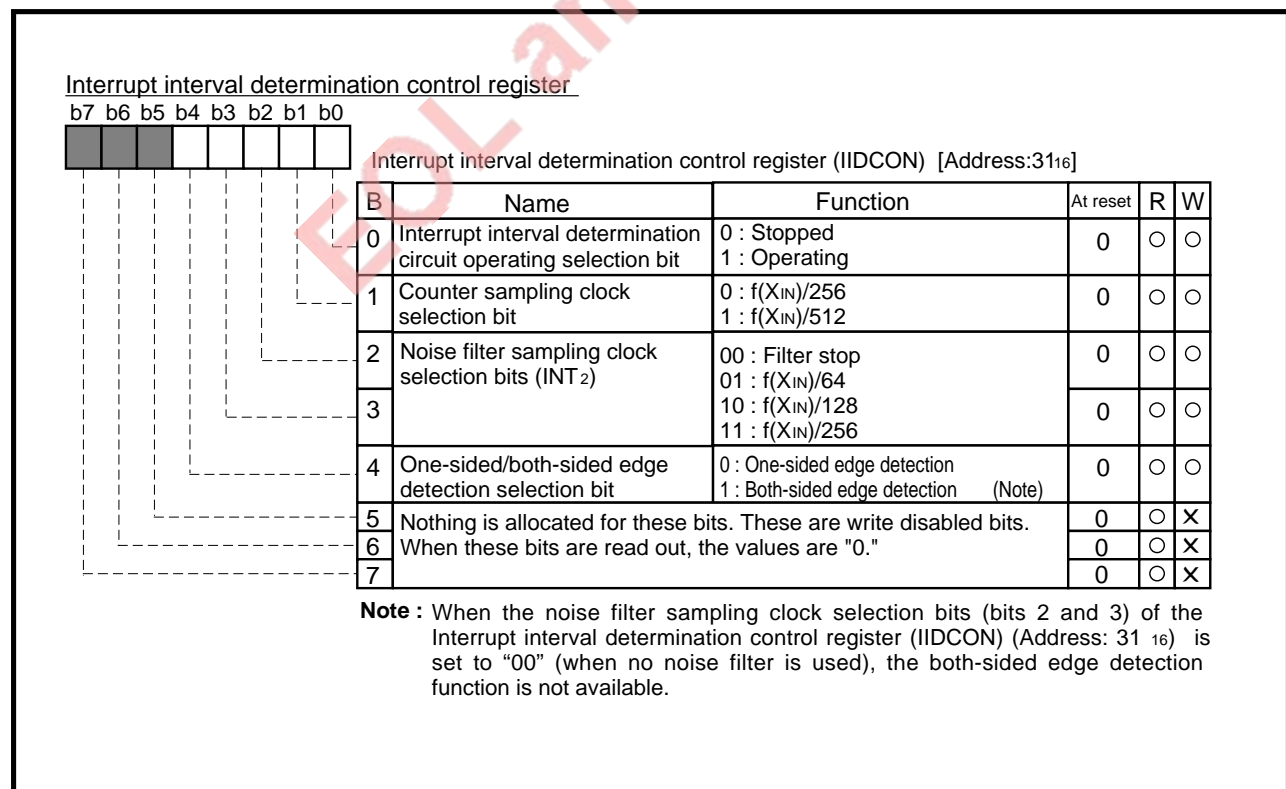 EOL an
Interrupt interval determination control register
b7 b6 b5 b4 b3 b2 b1 b0
Interrupt interval determination control register (IIDCON) [Address:3116]
B Name Function At reset R W
0 Interrupt interval determination circuit operating selection bit 0 : Stopped 1 : Operating 0 ○ ○
1 Counter sampling clock selection bit 0 : f(XIN)/256 1 : f(XIN)/512 0 ○ ○
2 Noise filter sampling clock selection bits (INT2) 00 : Filter stop 01 : f(XIN)/64 0 ○ ○
3 10 : f(XIN)/128 11 : f(XIN)/256 0 ○ ○
4 One-sided/both-sided edge detection selection bit 0 : One-sided edge detection 1 : Both-sided edge detection (Note) 0 ○ ○
5 Nothing is allocated for these bits. These are write disabled bits. 0 ○ ×
6 When these bits are read out, the values are "0." 0 ○ ×
7 0 ○ ×
Note : When the noise filter sampling clock selection bits (bits 2 and 3) of the
Interrupt interval determination control register (IIDCON) (Address: 31 16) is
set to “00” (when no noise filter is used), the both-sided edge detection
function is not available.